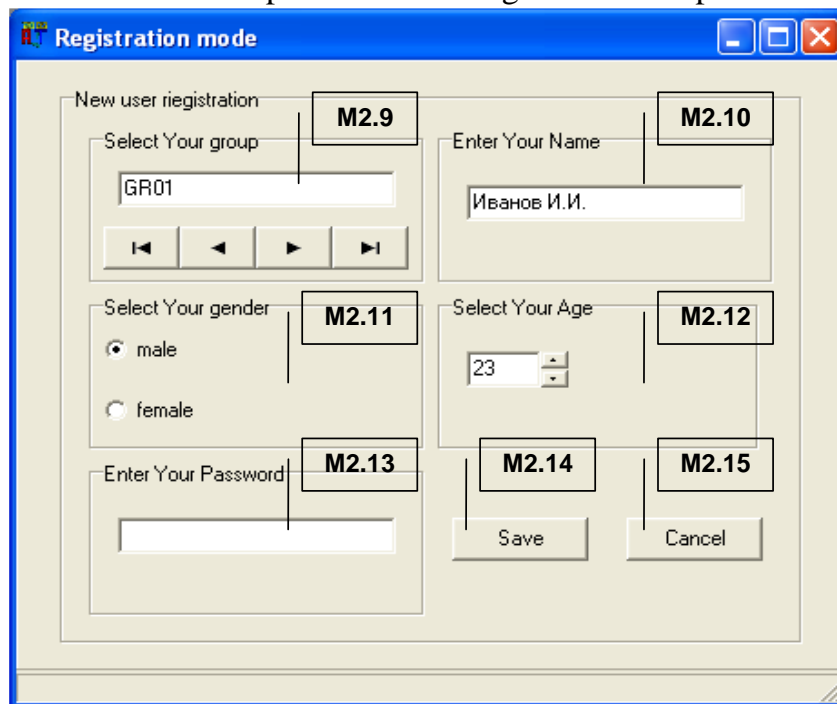 Registration mode
New user riegistration
M2.9
M2.10
Select Your group
Enter Your Name
GR01
Иванов И.И.
Select Your gender
M2.11
Select Your Age
M2.12
male
23
female
M2.13
M2.14
M2.15
Enter Your Password
Save
Cancel